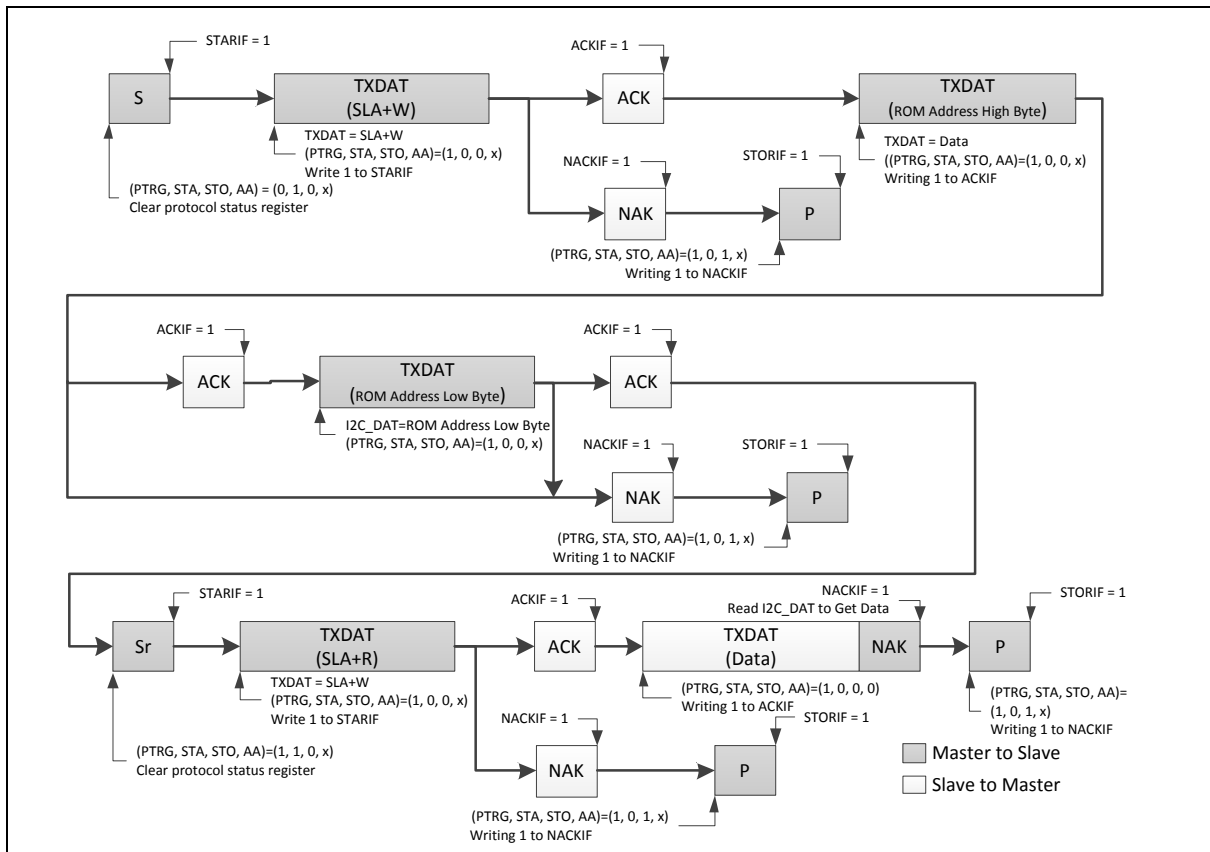 STARIF = 1
ACKIF = 1
S
TXDAT
(SLA+W)
ACK
TXDAT
(ROM Address High Byte)
TXDAT = SLA+W
(PTRG, STA, STO, AA)=(1, 0, 0, x)
Write 1 to STARIF
TXDAT = Data
((PTRG, STA, STO, AA)=(1, 0, 0, x)
Writing 1 to ACKIF
(PTRG, STA, STO, AA) = (0, 1, 0, x)
Clear protocol status register
NACKIF = 1
STORIF = 1
NAK
P
(PTRG, STA, STO, AA)=(1, 0, 1, x)
Writing 1 to NACKIF
ACKIF = 1
ACKIF = 1
ACK
TXDAT
(ROM Address Low Byte)
ACK
I2C_DAT=ROM Address Low Byte
(PTRG, STA, STO, AA)=(1, 0, 0, x)
NACKIF = 1
STORIF = 1
NAK
P
(PTRG, STA, STO, AA)=(1, 0, 1, x)
Writing 1 to NACKIF
STARIF = 1
ACKIF = 1
NACKIF = 1
Read I2C_DAT to Get Data
STORIF = 1
Sr
TXDAT
(SLA+R)
ACK
TXDAT
(Data)
NAK
P
TXDAT = SLA+W
(PTRG, STA, STO, AA)=(1, 0, 0, x)
Write 1 to STARIF
(PTRG, STA, STO, AA)=(1, 0, 0, 0)
Writing 1 to ACKIF
(PTRG, STA, STO, AA)=
(1, 0, 1, x)
Writing 1 to NACKIF
(PTRG, STA, STO, AA)=(1, 1, 0, x)
Clear protocol status register
NACKIF = 1
STORIF = 1
NAK
P
(PTRG, STA, STO, AA)=(1, 0, 1, x)
Writing 1 to NACKIF
Master to Slave
Slave to Master